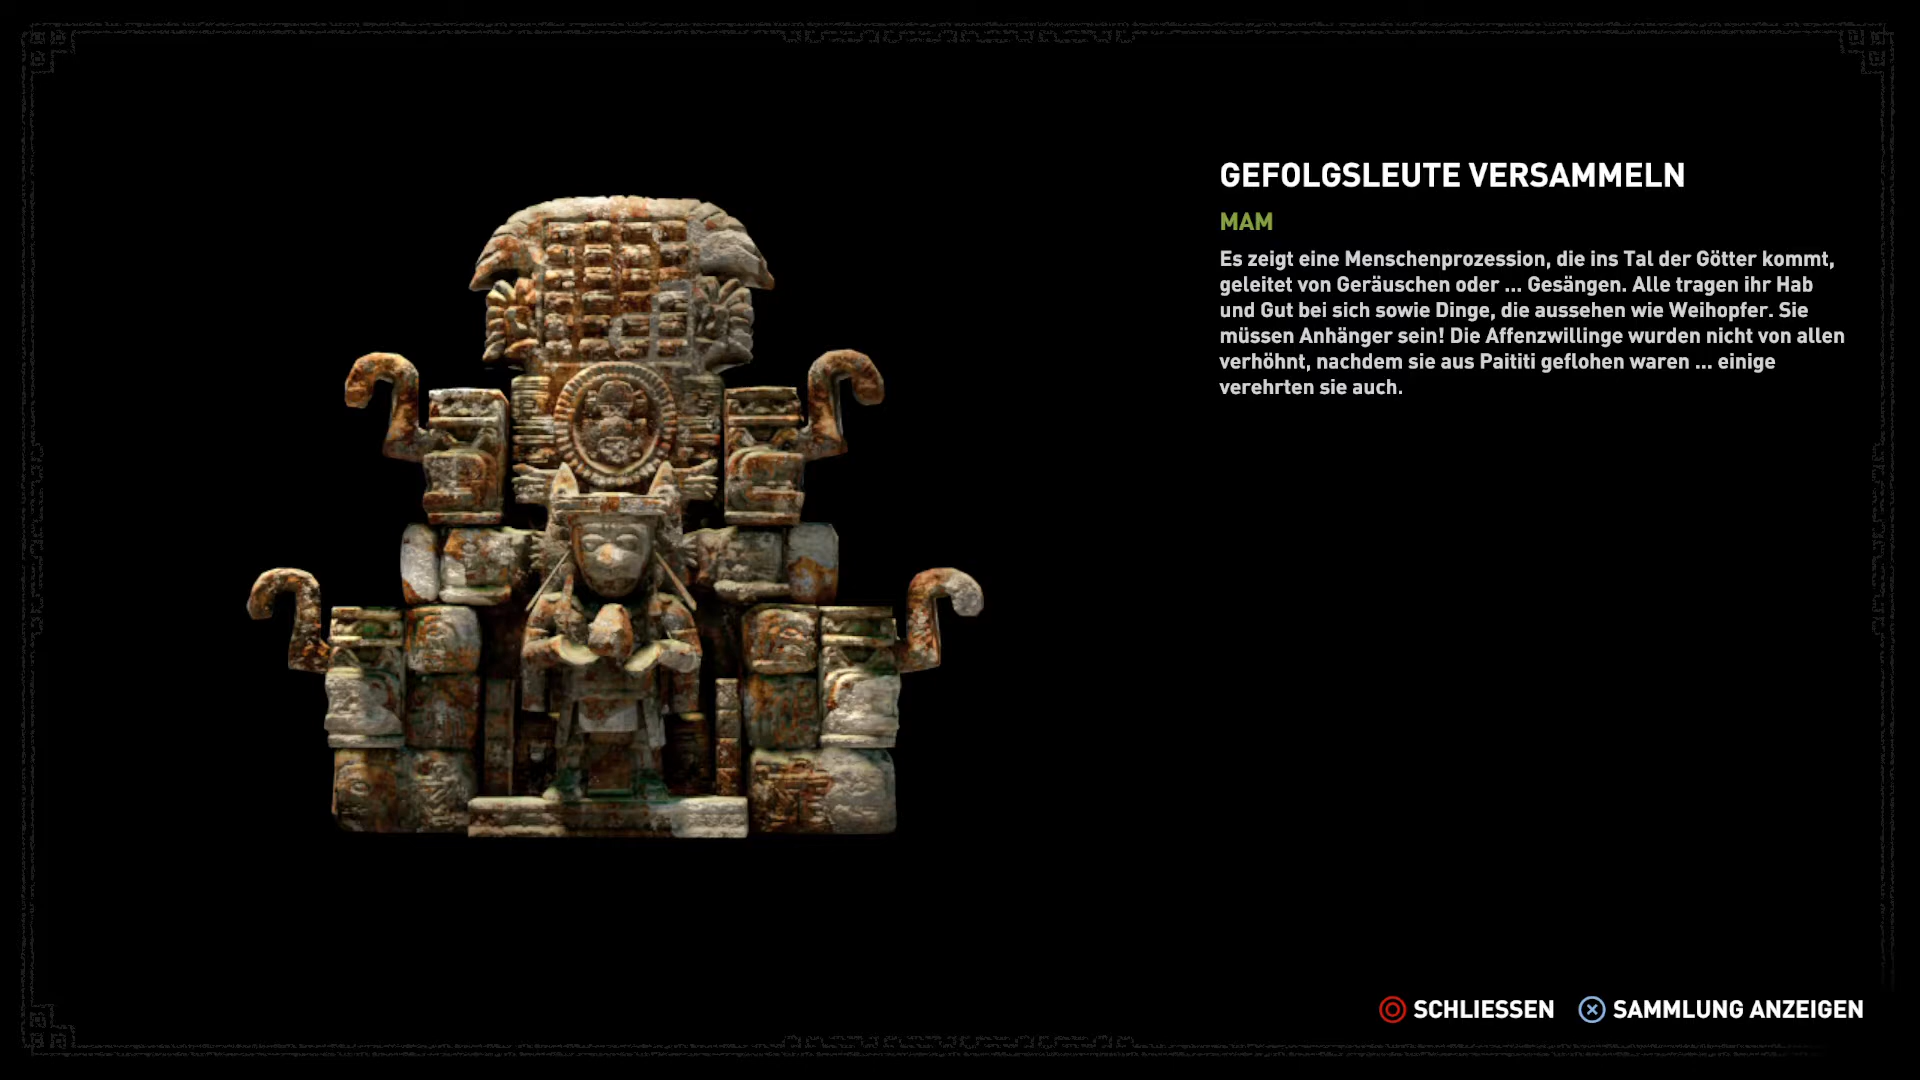 GEFOLGSLEUTE VERSAMMELN
MAM
Es zeigt eine Menschenprozession, die ins Tal der Götter kommt,
geleitet von Geräuschen oder ... Gesängen. Alle tragen ihr Hab
und Gut bei sich sowie Dinge, die aussehen wie Weihopfer. Sie
müssen Anhänger sein! Die Affenzwillinge wurden nicht von allen
verhöhnt, nachdem sie aus Paititi geflohen waren ... einige
verehrten sie auch.
SCHLIESSEN SAMMLUNG ANZEIGEN